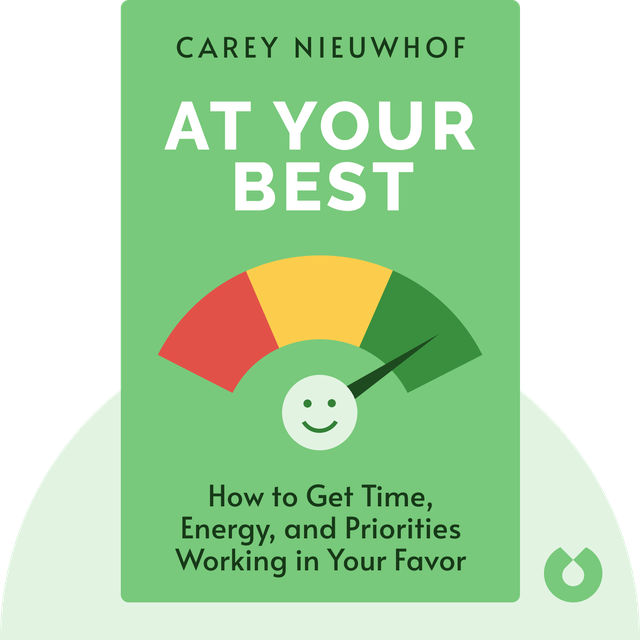 CAREY NIEUWHOF
AT YOUR
BEST
How to Get Time,
Energy, and Priorities
Working in Your Favor